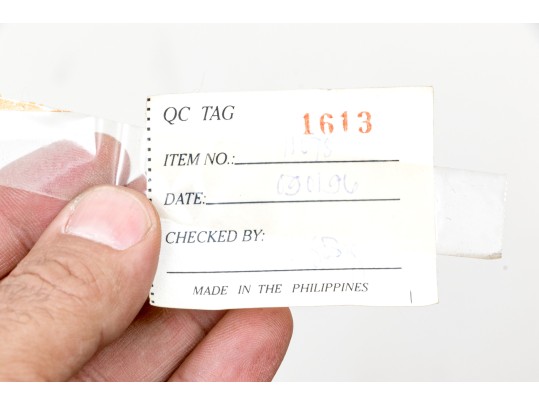 QC TAG 1613
ITEM NO.:
DATE:
CHECKED BY:
MADE IN THE PHILIPPINES